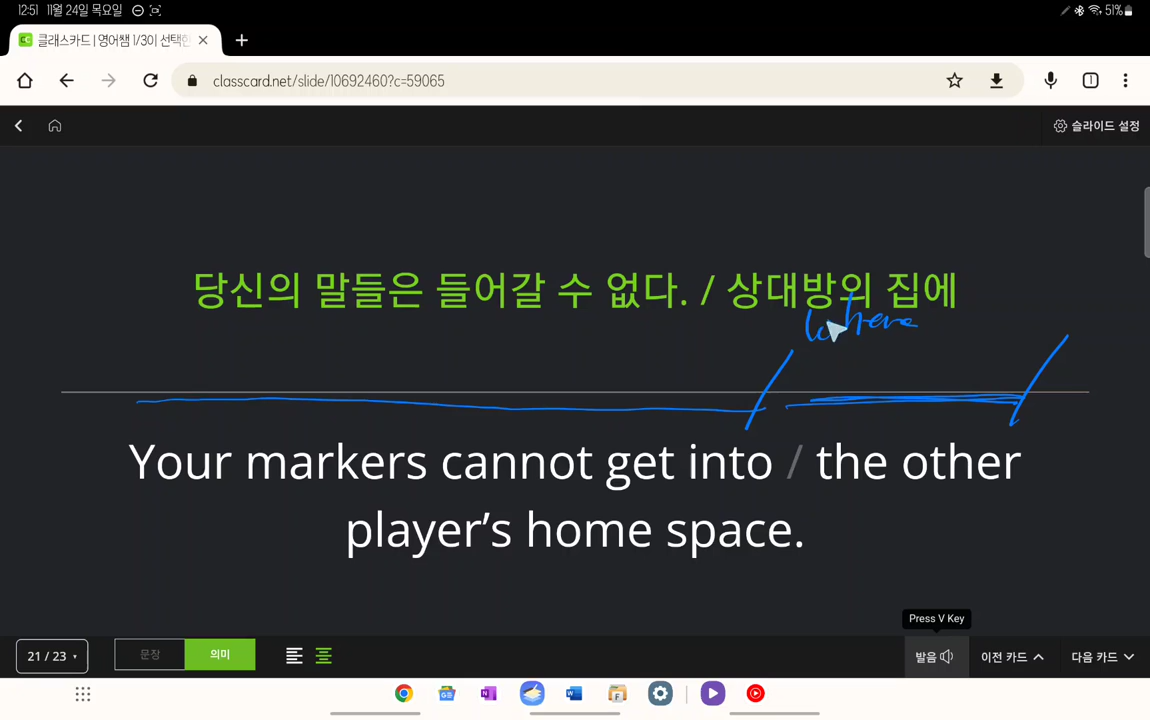 12:51 11월 24일 목요일
51%
클래스카드 | 영어쌤 1/3이 선택한
classcard.net/slide/10692460?c=59065
슬라이드 설정
당신의 말들은 들어갈 수 없다. / 상대방의 집에
where
Your markers cannot get into / the other
player’s home space.
Press V Key
21 / 23
문장
의미
발음
이전 카드
다음 카드